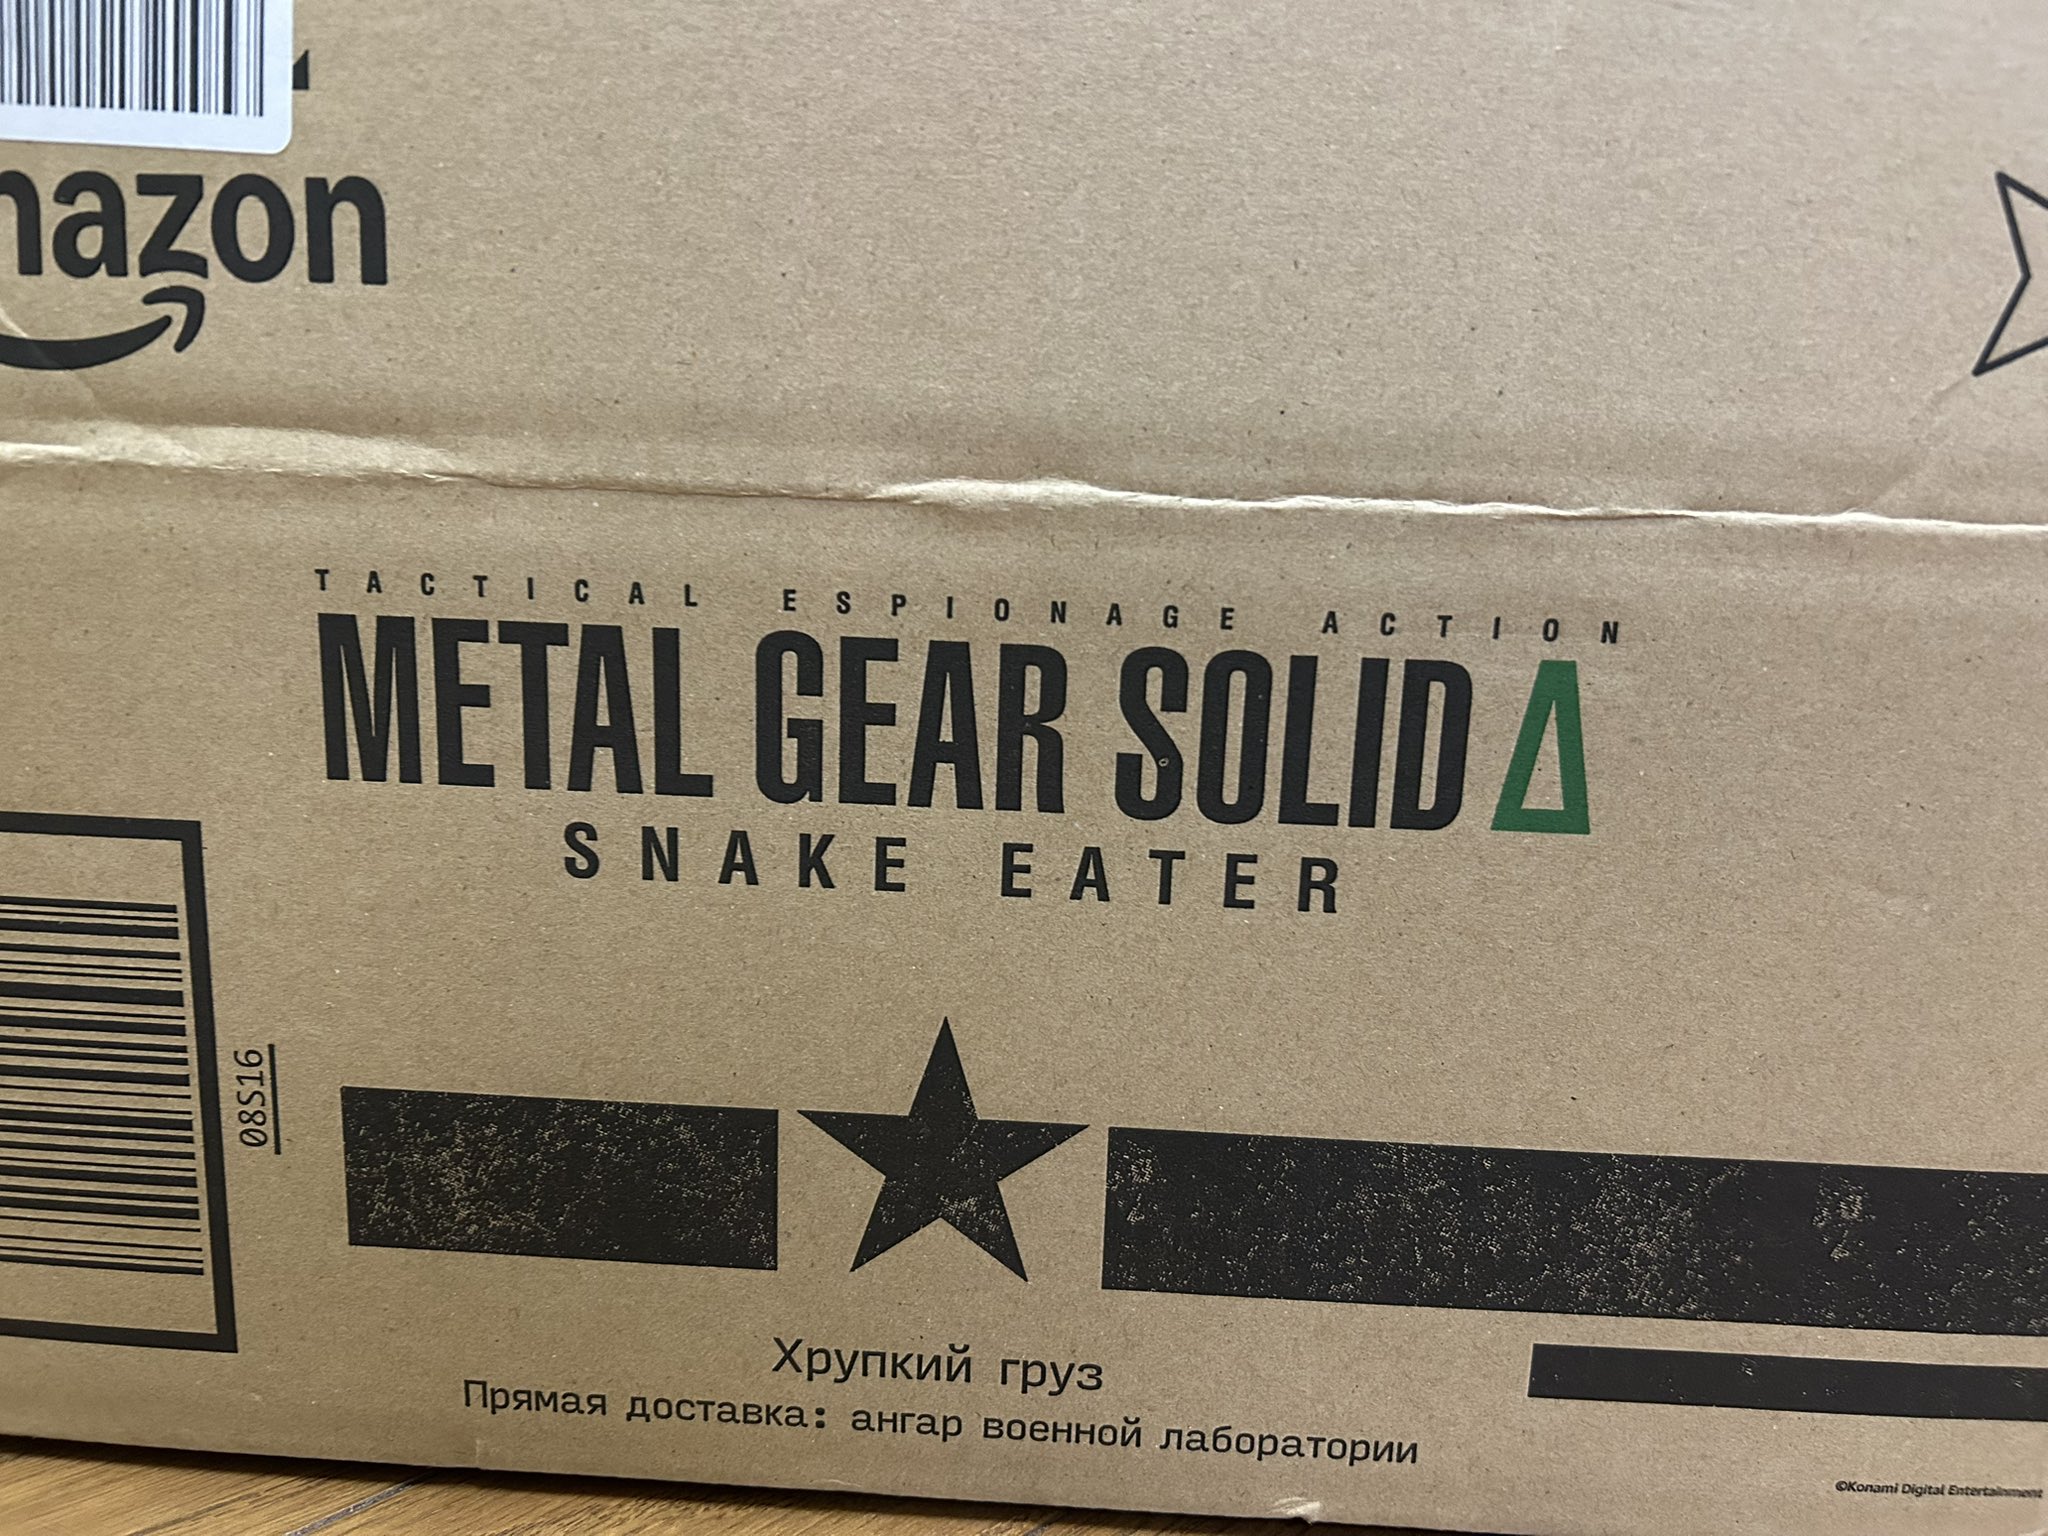 amazon
TACTICAL ESPIONAGE ACTION
METAL GEAR SOLID Δ
SNAKE EATER
08S16
Хрупкий груз
Прямая доставка: ангар военной лаборатории
©Konami Digital Entertainment